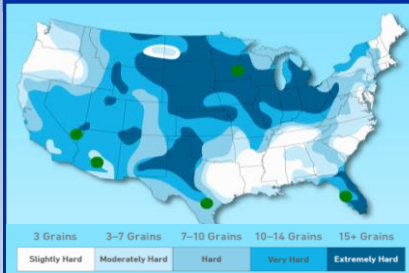 3 Grains 3–7 Grains 7–10 Grains 10–14 Grains 15+ Grains
Slightly Hard Moderately Hard Hard Very Hard Extremely Hard